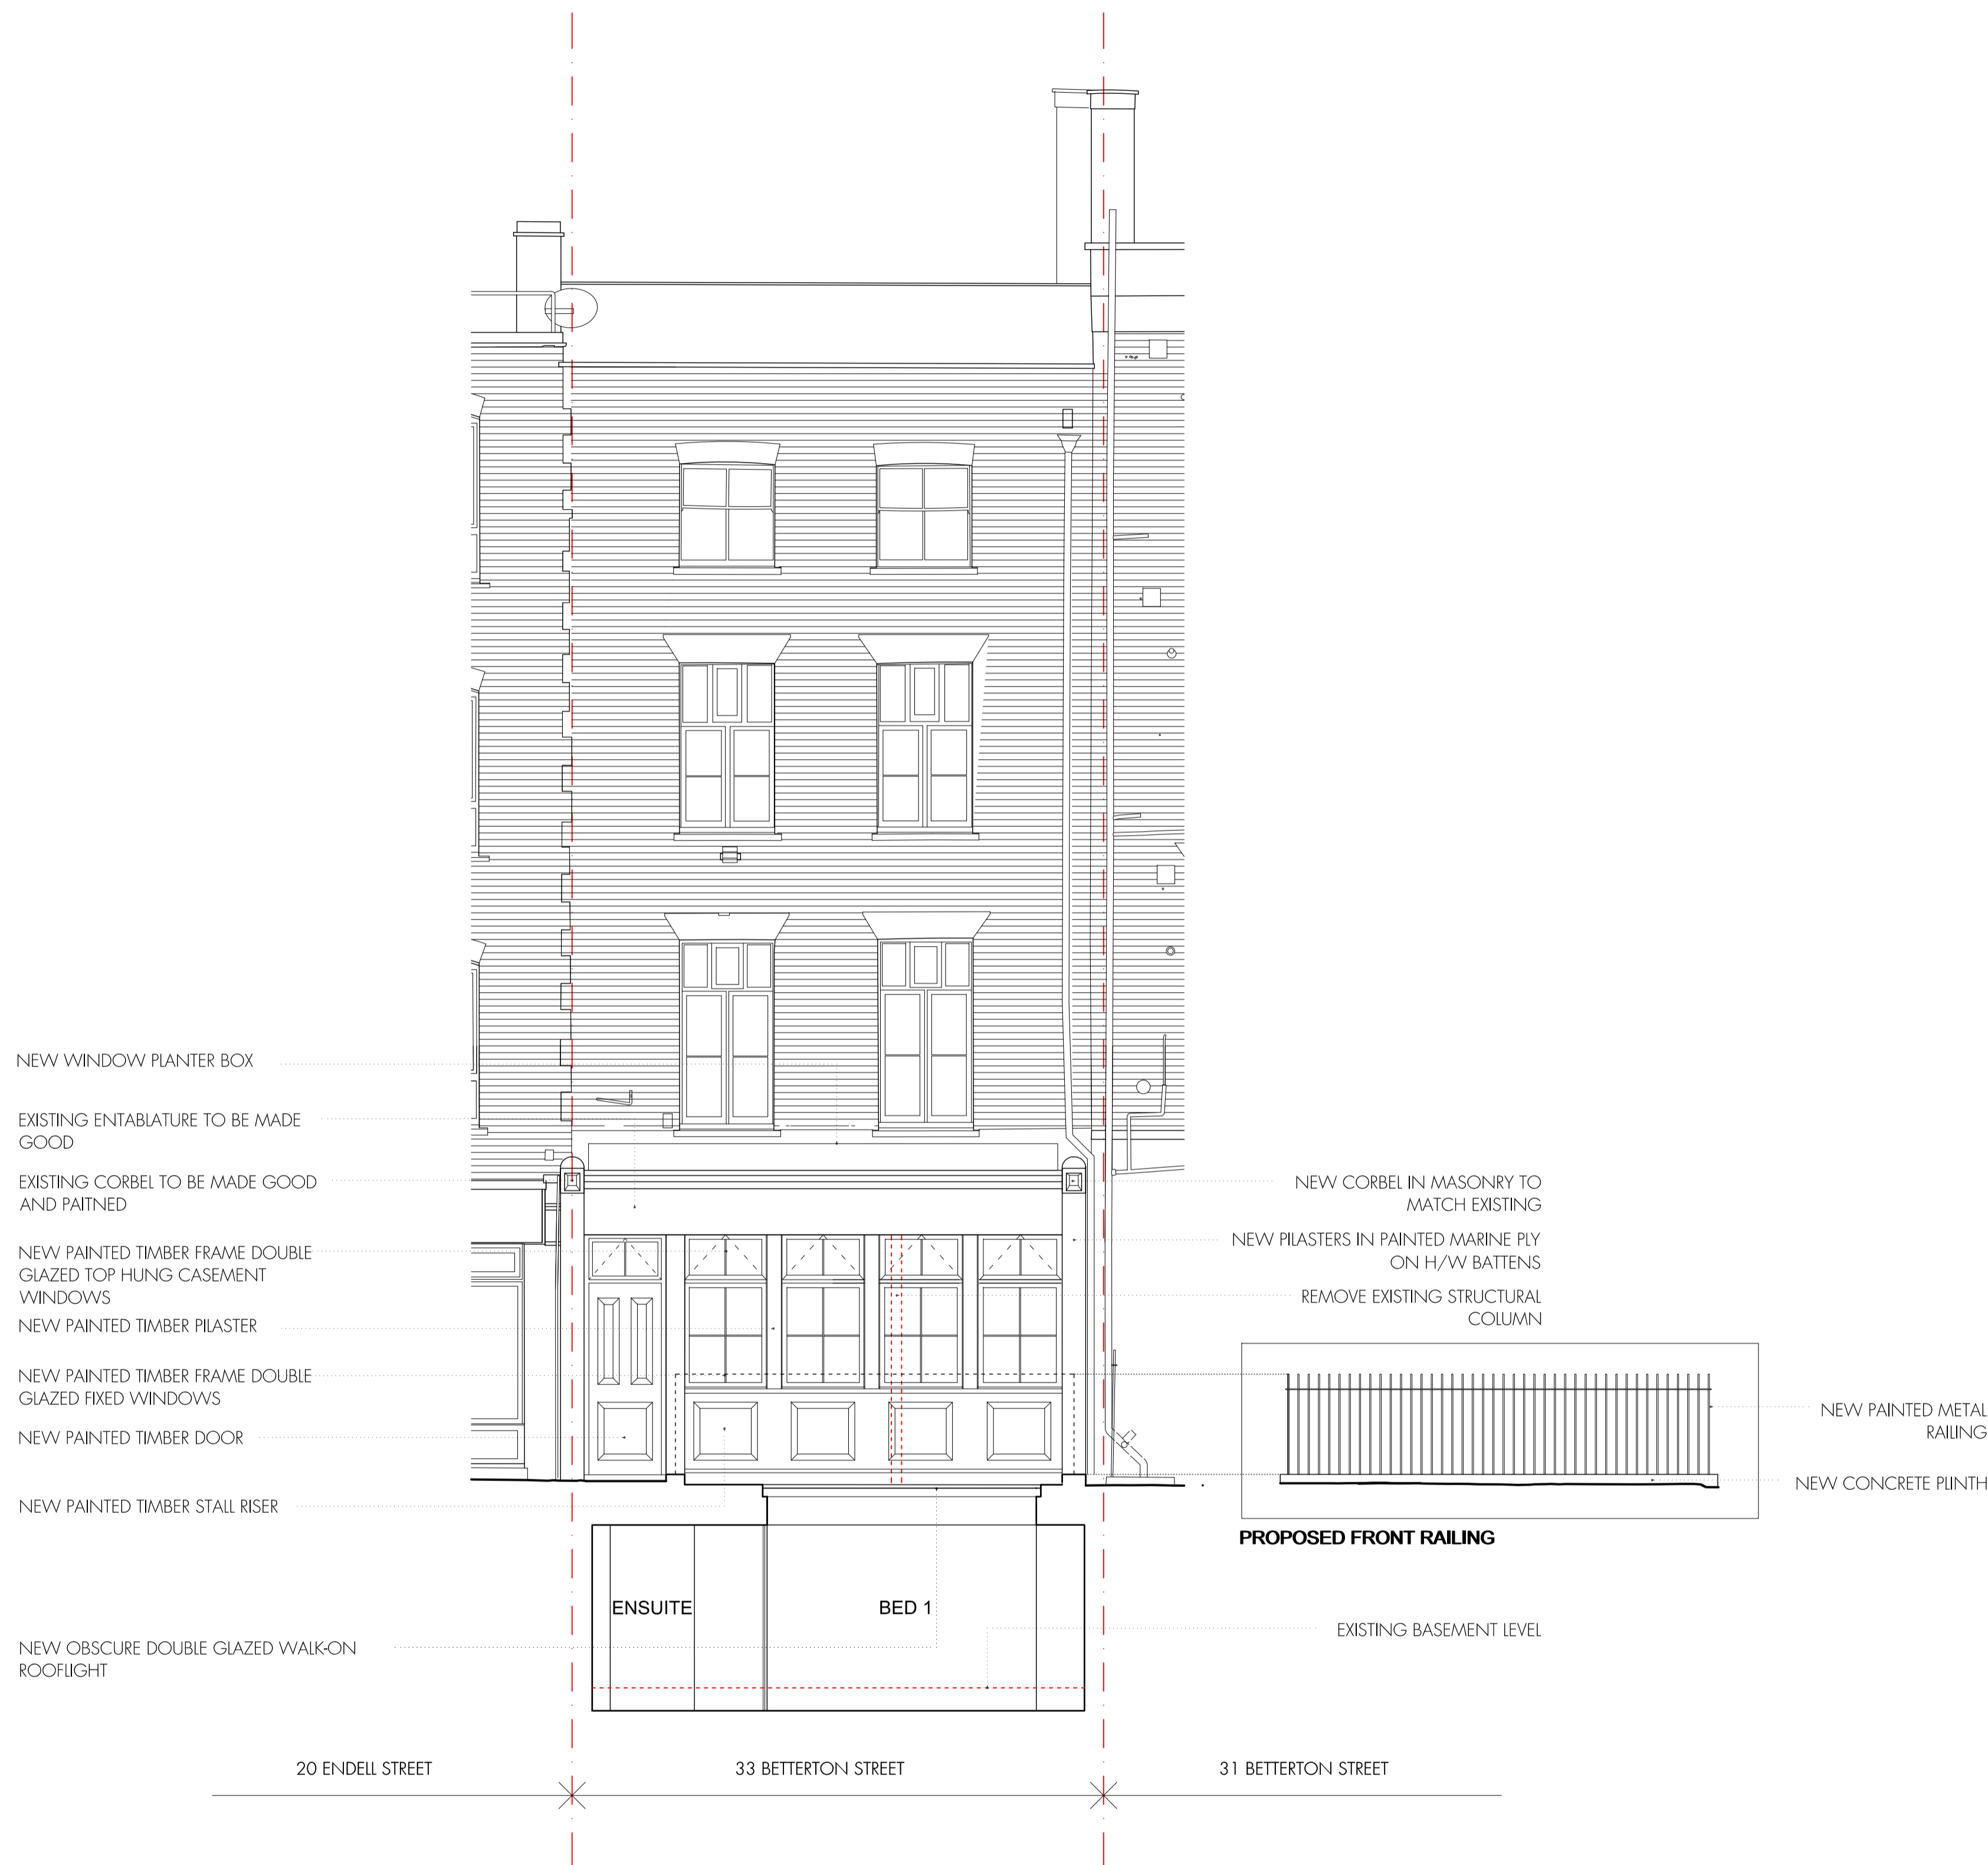 NEW WINDOW PLANTER BOX
EXISTING ENTABLATURE TO BE MADE
GOOD
EXISTING CORBEL TO BE MADE GOOD
AND PAITNED
NEW PAINTED TIMBER FRAME DOUBLE
GLAZED TOP HUNG CASEMENT
WINDOWS
NEW PAINTED TIMBER PILASTER
NEW PAINTED TIMBER FRAME DOUBLE
GLAZED FIXED WINDOWS
NEW PAINTED TIMBER DOOR
NEW PAINTED TIMBER STALL RISER
NEW OBSCURE DOUBLE GLAZED WALK-ON
ROOFLIGHT
NEW CORBEL IN MASONRY TO
MATCH EXISTING
NEW PILASTERS IN PAINTED MARINE PLY
ON H/W BATTENS
REMOVE EXISTING STRUCTURAL
COLUMN
NEW PAINTED METAL
RAILING
NEW CONCRETE PLINTH
PROPOSED FRONT RAILING
ENSUITE
BED 1
EXISTING BASEMENT LEVEL
20 ENDELL STREET
33 BETTERTON STREET
31 BETTERTON STREET